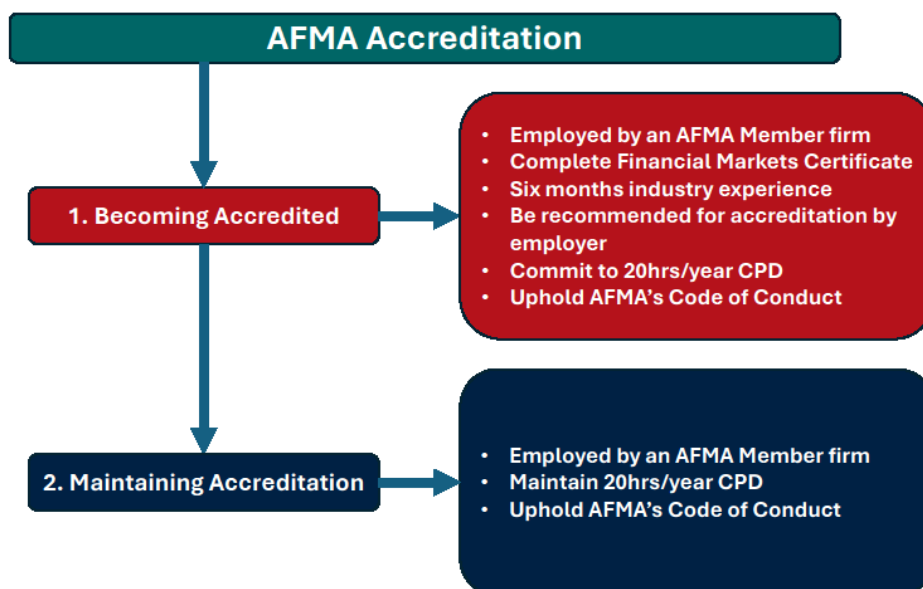 AFMA Accreditation
1. Becoming Accredited
• Employed by an AFMA Member firm
• Complete Financial Markets Certificate
• Six months industry experience
• Be recommended for accreditation by
employer
• Commit to 20hrs/year CPD
• Uphold AFMA's Code of Conduct
2. Maintaining Accreditation
• Employed by an AFMA Member firm
• Maintain 20hrs/year CPD
• Uphold AFMA's Code of Conduct